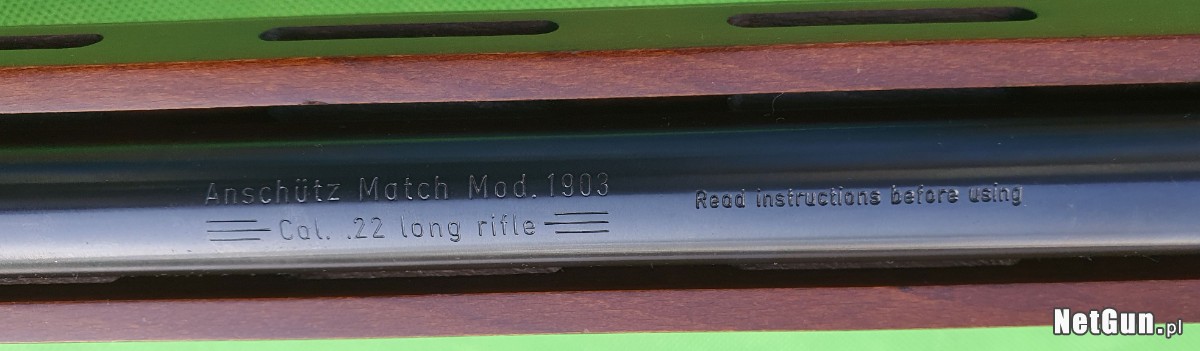 Anschütz Match Mod. 1903
Cal. .22 long rifle
Read instructions before using
NetGun.pl